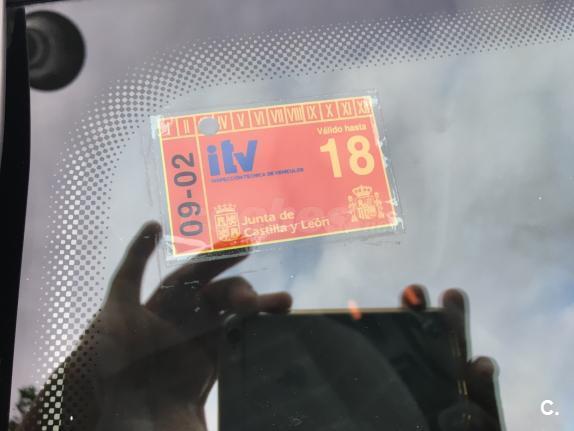 I II IV V VI VII VIII IX X XI XII
Válido hasta
18
itv
INSPECCIÓN TÉCNICA DE VEHÍCULOS
09-02
Junta de
Castilla y León
C.